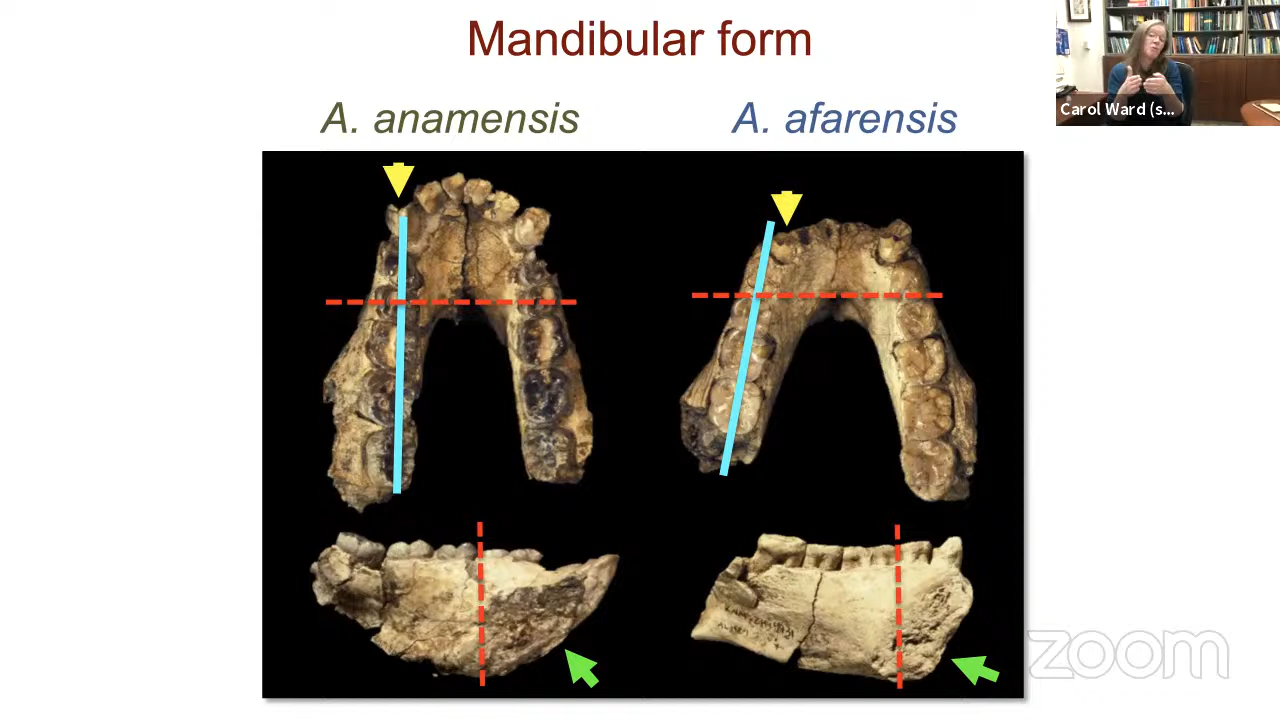 Mandibular form
A. anamensis
A. afarensis
Carol Ward (s...
zoom